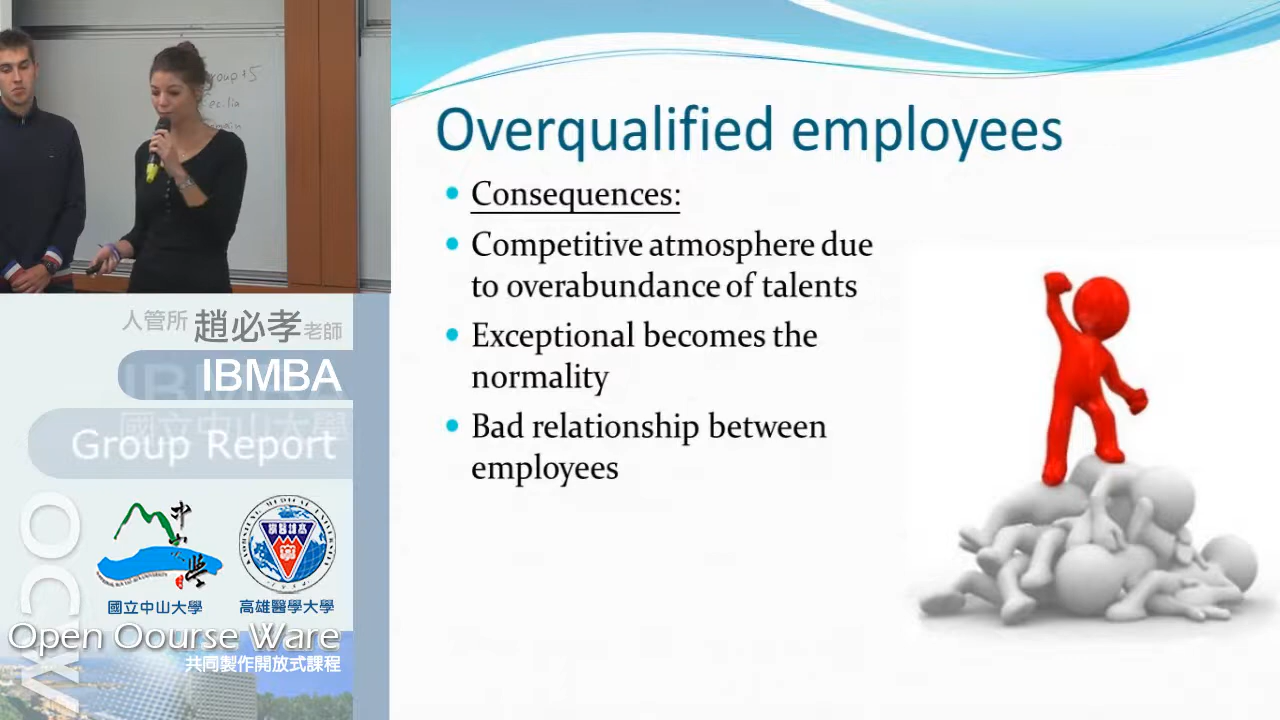 group #5
Overqualified employees
Consequences:
Competitive atmosphere due
to overabundance of talents
Exceptional becomes the
normality
Bad relationship between
employees
人管所 趙必孝老師
IBMBA
國立中山大學
Group Report
OCW
國立中山大學
高雄醫學大學
Open Oourse Ware
共同製作開放式課程